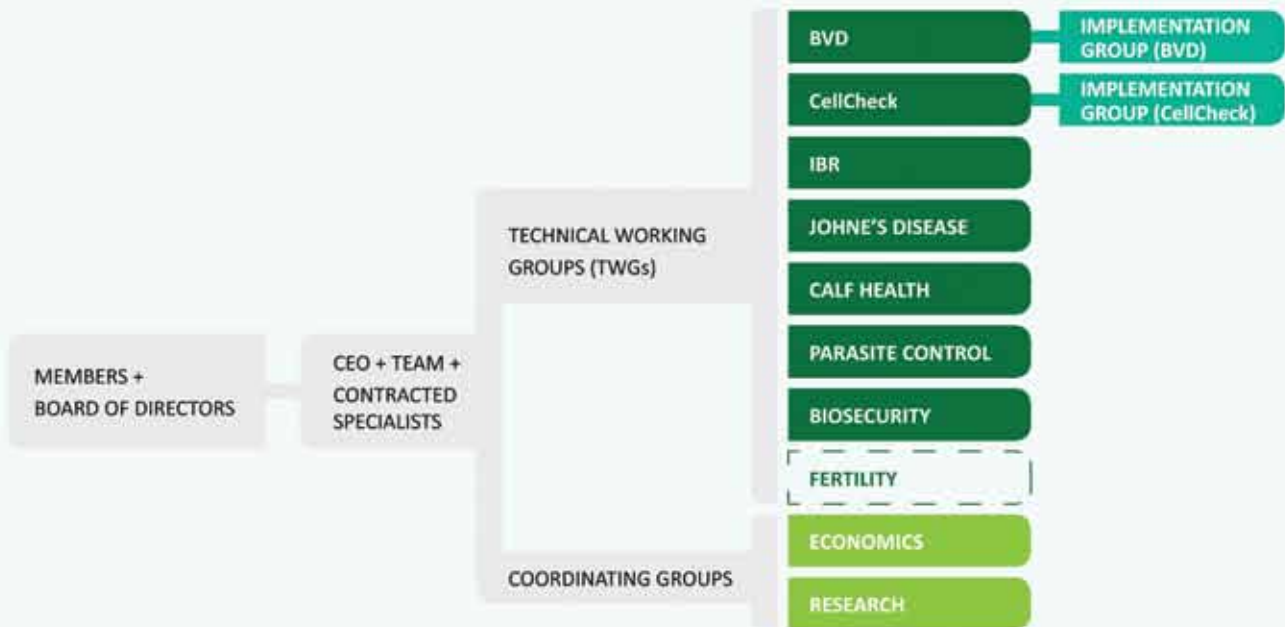 MEMBERS +
BOARD OF DIRECTORS
CEO + TEAM +
CONTRACTED
SPECIALISTS
TECHNICAL WORKING
GROUPS (TWGs)
BVD
IMPLEMENTATION
GROUP (BVD)
CellCheck
IMPLEMENTATION
GROUP (CellCheck)
IBR
JOHNE'S DISEASE
CALF HEALTH
PARASITE CONTROL
BIOSECURITY
FERTILITY
COORDINATING GROUPS
ECONOMICS
RESEARCH